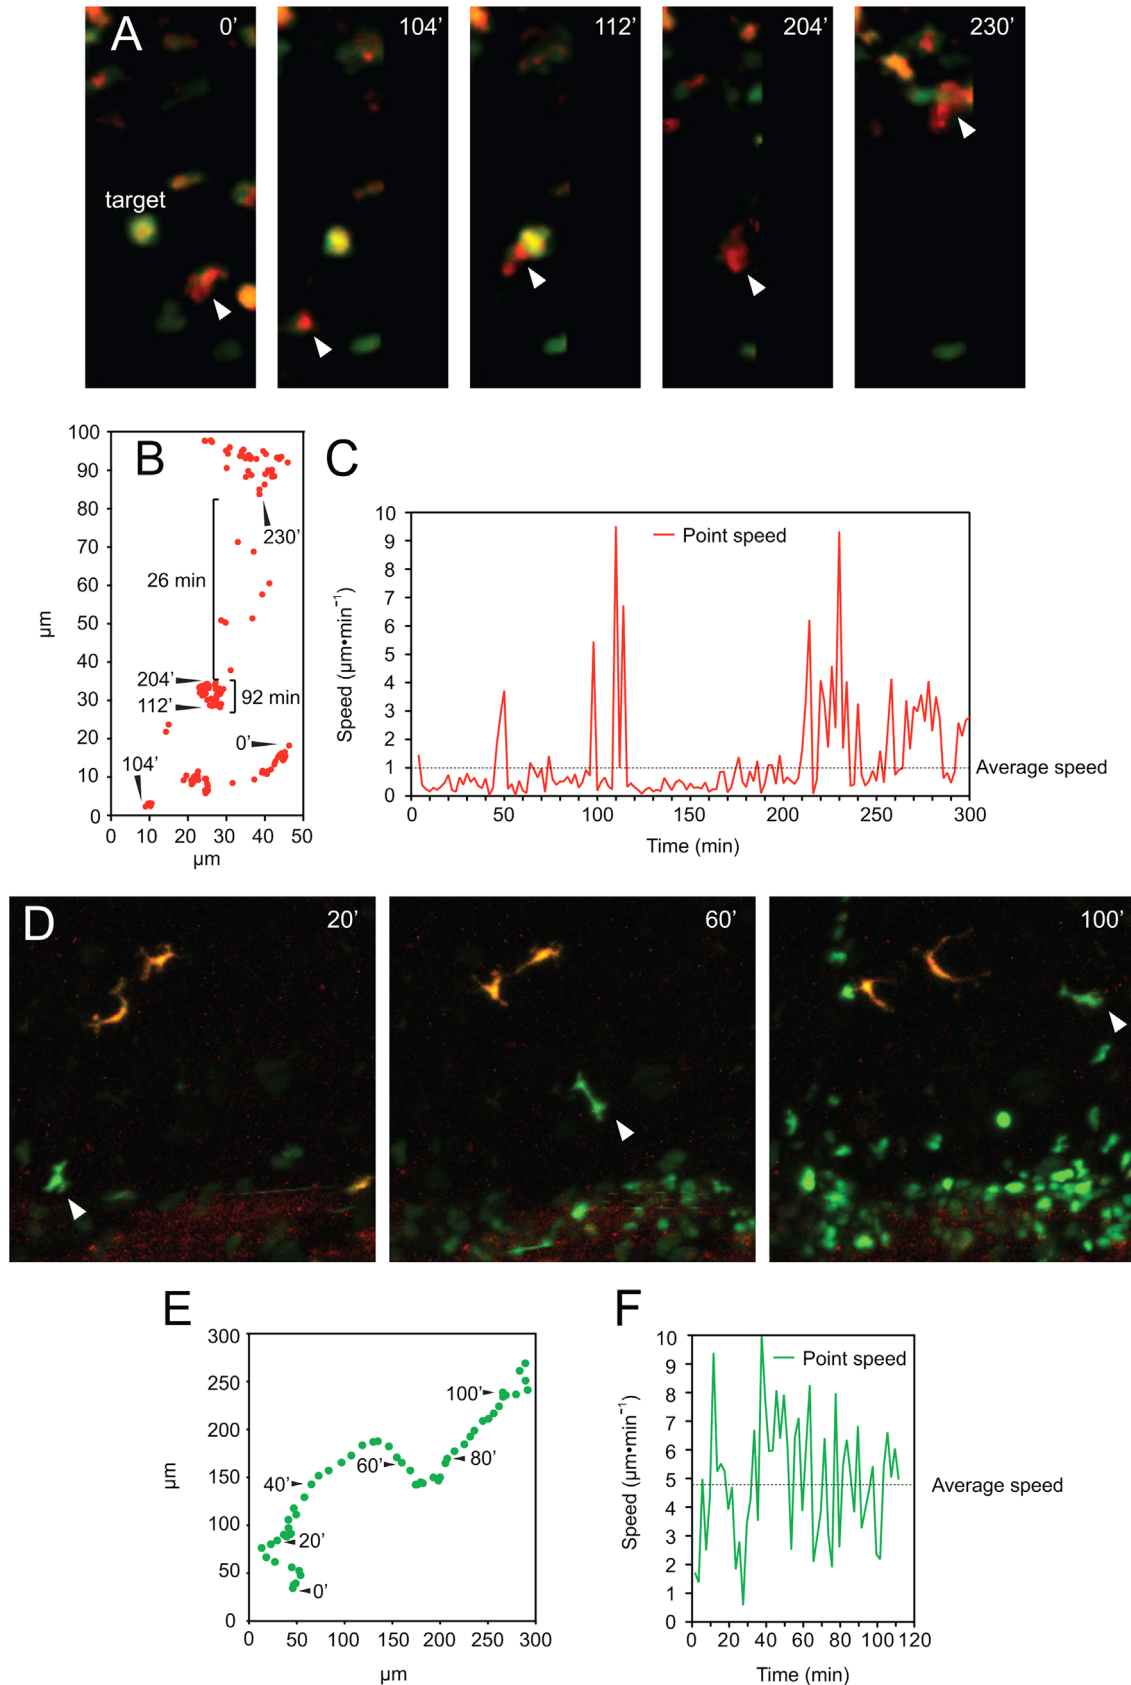 A
0’
104’
112’
204’
230’
target
B
100
90
80
70
60
50
40
30
20
10
0
µm
230’
26 min
204’
92 min
112’
0’
104’
0 10 20 30 40 50
µm
C
10
9
8
7
6
5
4
3
2
1
0
Speed (µm•min⁻¹)
Point speed
Average speed
0 50 100 150 200 250 300
Time (min)
D
20’
60’
100’
E
300
250
200
150
100
50
0
µm
100’
80’
60’
40’
20’
0’
0 50 100 150 200 250 300
µm
F
10
9
8
7
6
5
4
3
2
1
0
Speed (µm•min⁻¹)
Point speed
Average speed
0 20 40 60 80 100 120
Time (min)